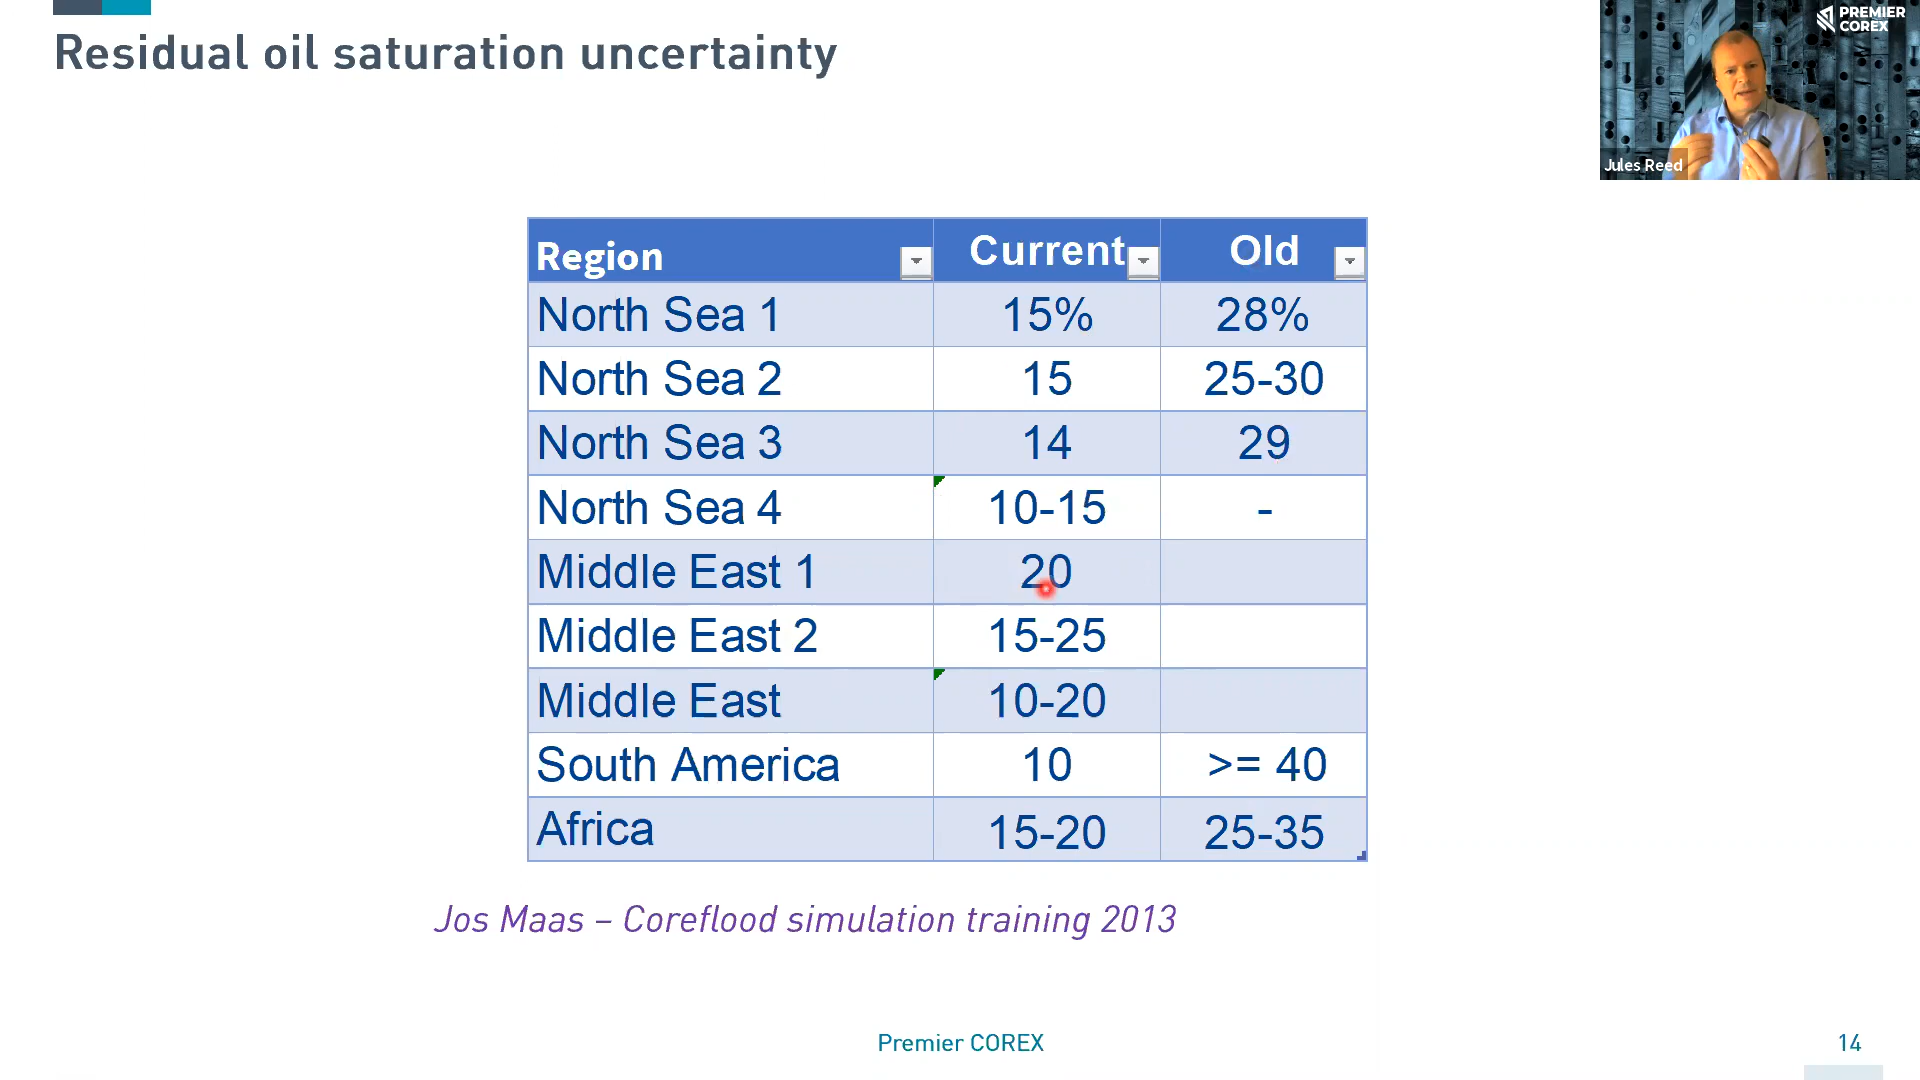 Residual oil saturation uncertainty
PREMIER
COREX
Jules Reed
Region Current Old
North Sea 1 15% 28%
North Sea 2 15 25-30
North Sea 3 14 29
North Sea 4 10-15 -
Middle East 1 20
Middle East 2 15-25
Middle East 10-20
South America 10 >= 40
Africa 15-20 25-35
Jos Maas – Coreflood simulation training 2013
Premier COREX
14